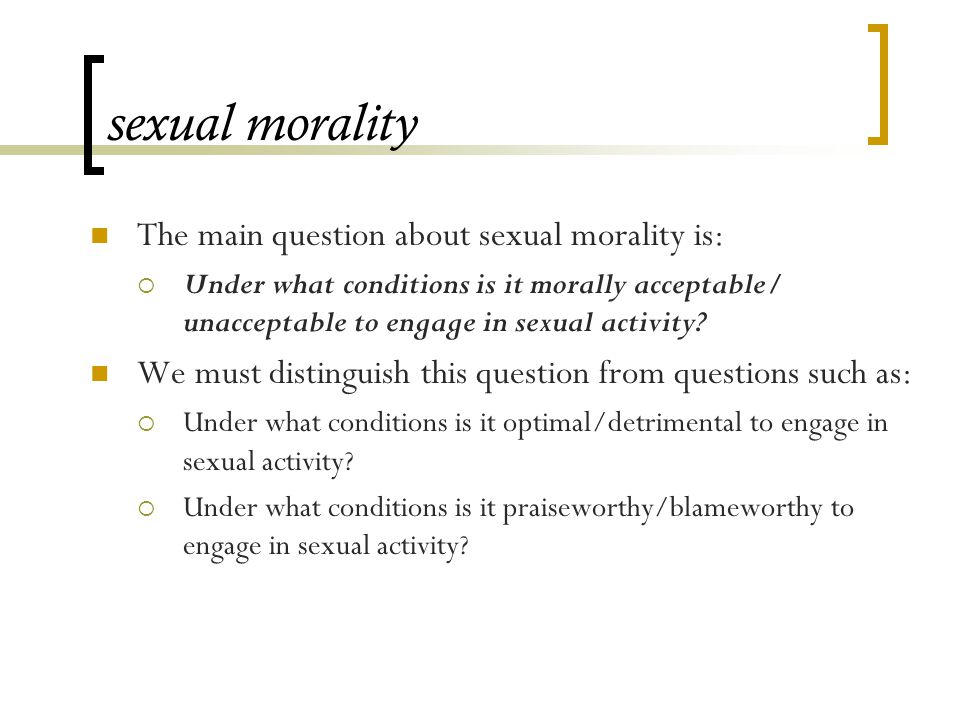 sexual morality
The main question about sexual morality is:
Under what conditions is it morally acceptable/
unacceptable to engage in sexual activity?
We must distinguish this question from questions such as:
Under what conditions is it optimal/detrimental to engage in
sexual activity?
Under what conditions is it praiseworthy/blameworthy to
engage in sexual activity?